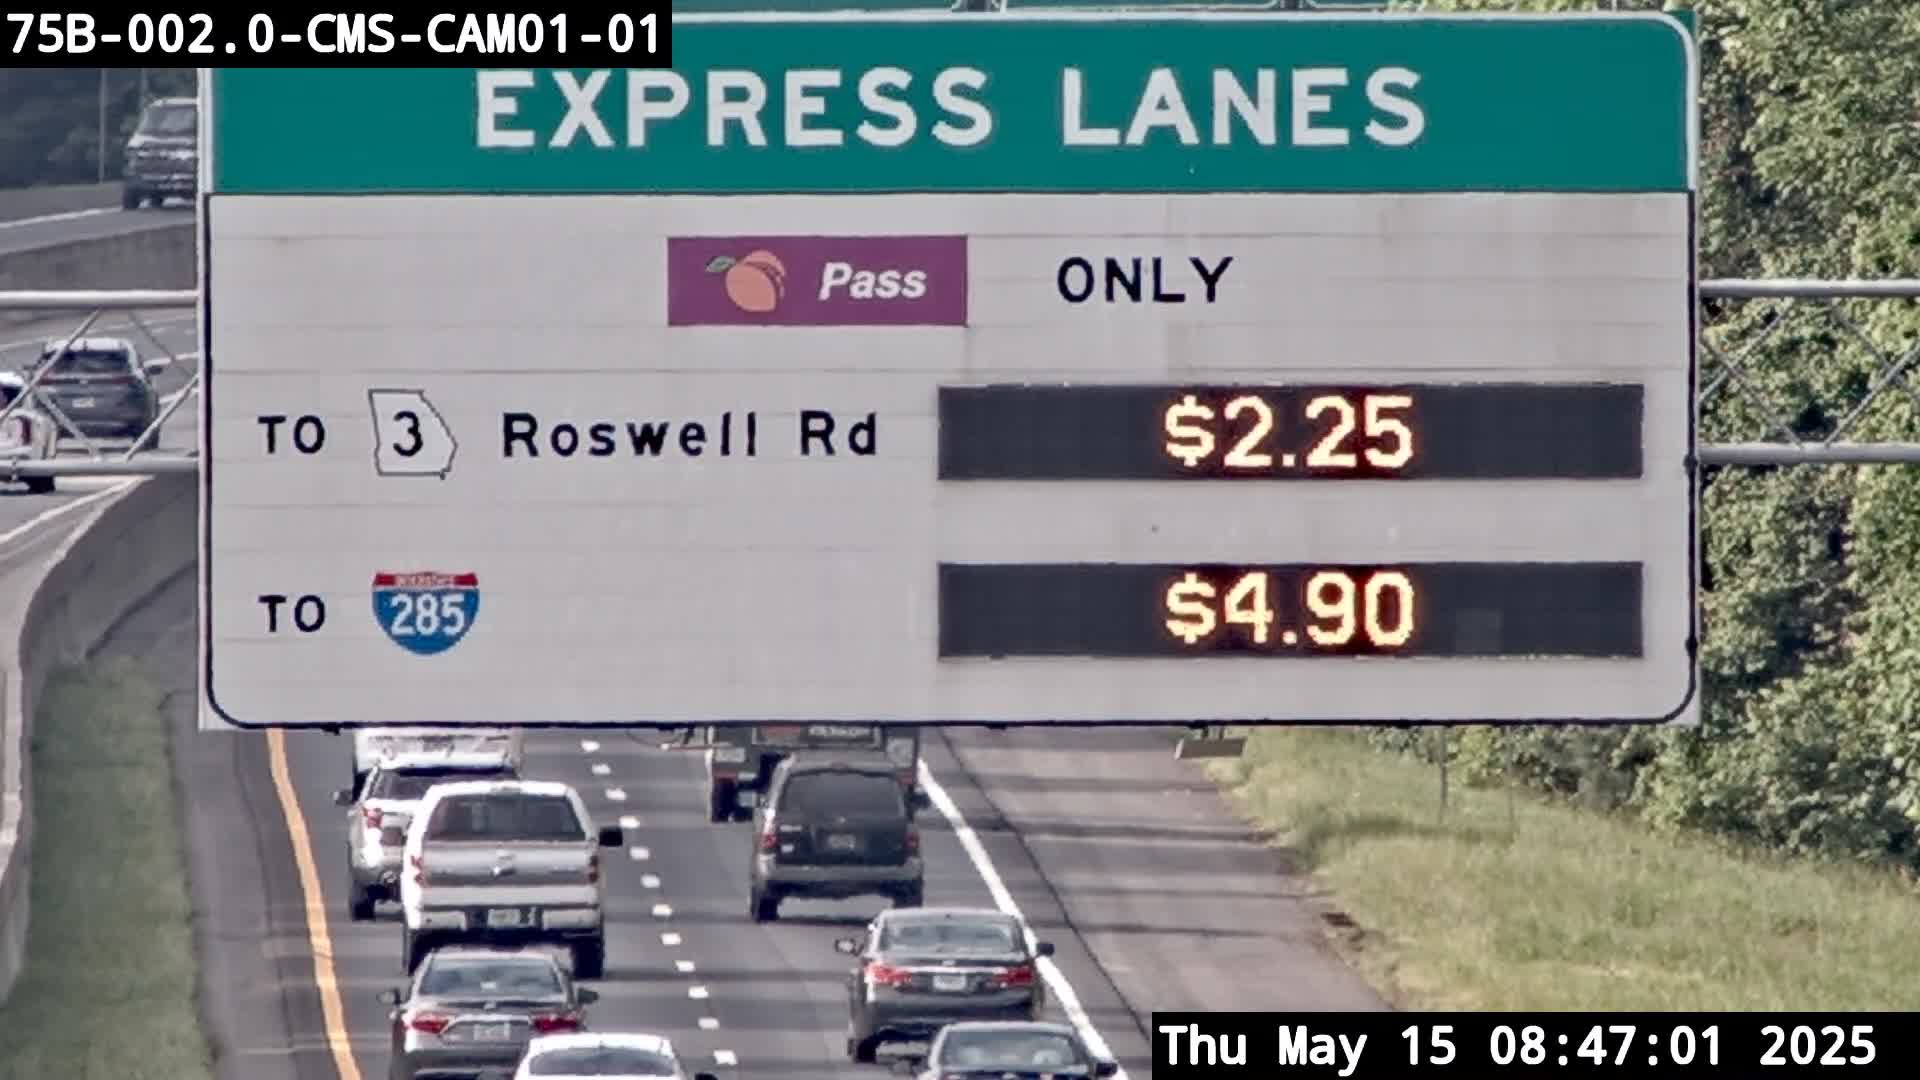 75B-002.0-CMS-CAM01-01
EXPRESS LANES
Pass ONLY
TO 3 Roswell Rd $2.25
TO INTERSTATE 285 $4.90
Thu May 15 08:47:01 2025